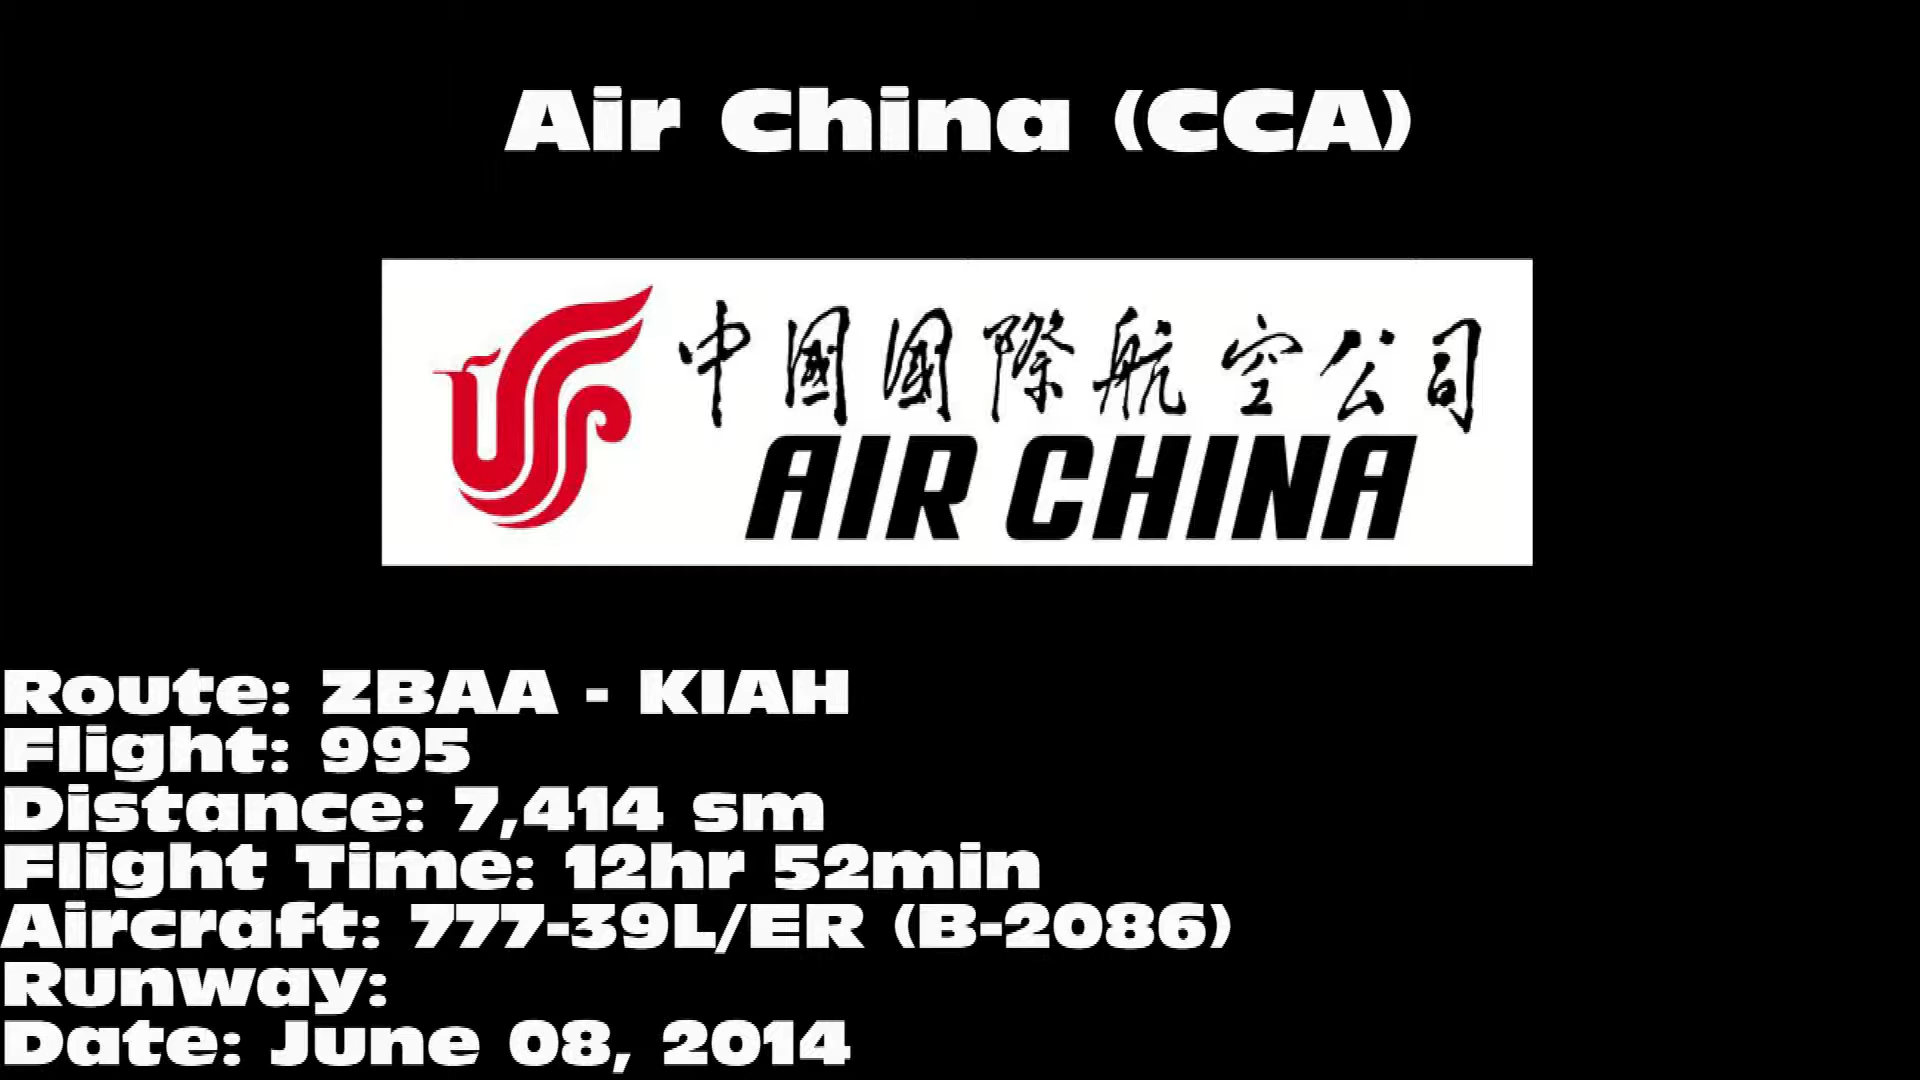 Air China (CCA)
中國國際航空公司
AIR CHINA
Route: ZBAA - KIAH
Flight: 995
Distance: 7,414 sm
Flight Time: 12hr 52min
Aircraft: 777-39L/ER (B-2086)
Runway:
Date: June 08, 2014